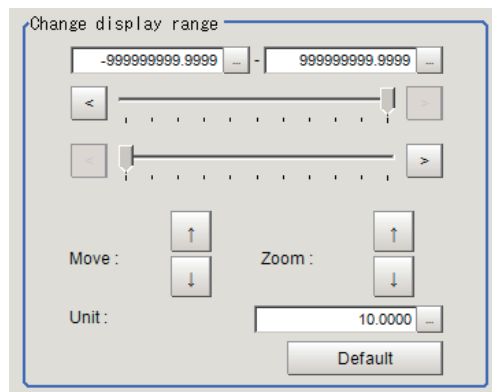 Change display range
-999999999.9999 ... - 999999999.9999 ...
< >
< >
↑ ↑
Move : Zoom :
↓ ↓
Unit : 10.0000 ...
Default